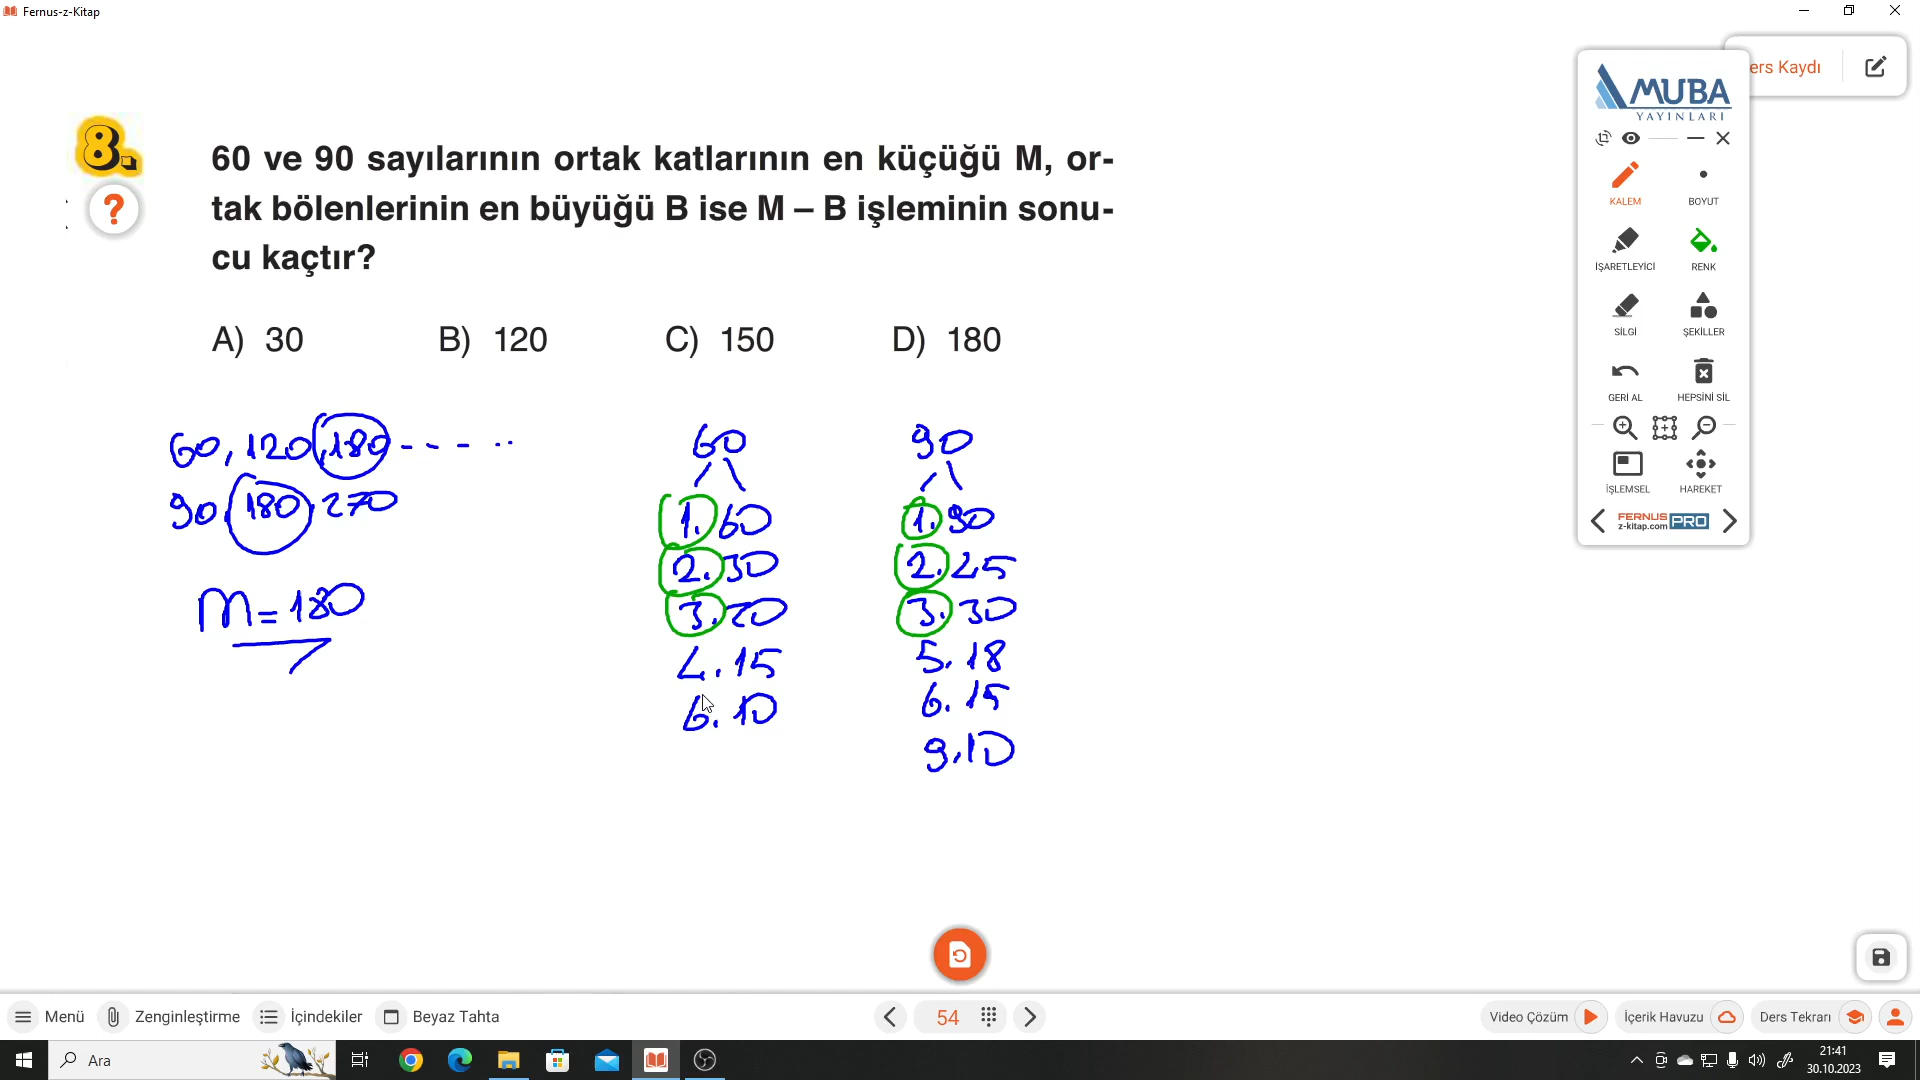 Fernus-z-Kitap
ers Kaydı
MUBA
YAYINLARI
8.
60 ve 90 sayılarının ortak katlarının en küçüğü M, or-
tak bölenlerinin en büyüğü B ise M – B işleminin sonu-
cu kaçtır?
A) 30 B) 120 C) 150 D) 180
60, 120, 180 - - - - ..
90, 180, 270
M = 180
60
1.60
2.30
3.20
4.15
6.10
90
1.90
2.45
3.30
5.18
6.15
9.10
KALEM BOYUT
İŞARETLEYİCİ RENK
SİLGİ ŞEKİLLER
GERİ AL HEPSİNİ SİL
İŞLEMSEL HAREKET
FERNUS
z-kitap.com PRO
Menü Zenginleştirme İçindekiler Beyaz Tahta 54 Video Çözüm İçerik Havuzu Ders Tekrarı
Ara
21:41
30.10.2023